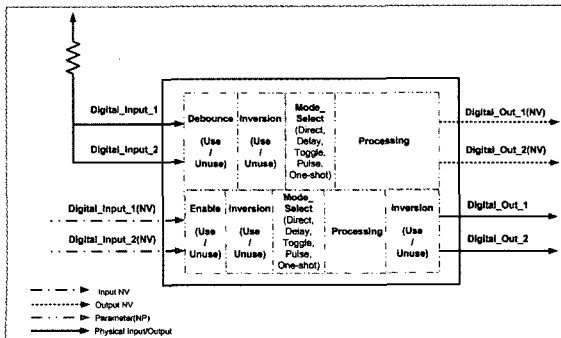 Digital_Input_1
Digital_Input_2
Debounce
(Use
/
Unuse)
Inversion
(Use
/
Unuse)
Mode_
Select
(Direct,
Delay,
Toggle,
Pulse,
One-shot)
Processing
Digital_Out_1(NV)
Digital_Out_2(NV)
Digital_Input_1(NV)
Digital_Input_2(NV)
Enable
(Use
/
Unuse)
Inversion
(Use
/
Unuse)
Mode_
Select
(Direct,
Delay,
Toggle,
Pulse,
One-shot)
Processing
Inversion
(Use
/
Unuse)
Digital_Out_1
Digital_Out_2
Input NV
Output NV
Parameter(NP)
Physical Input/Output